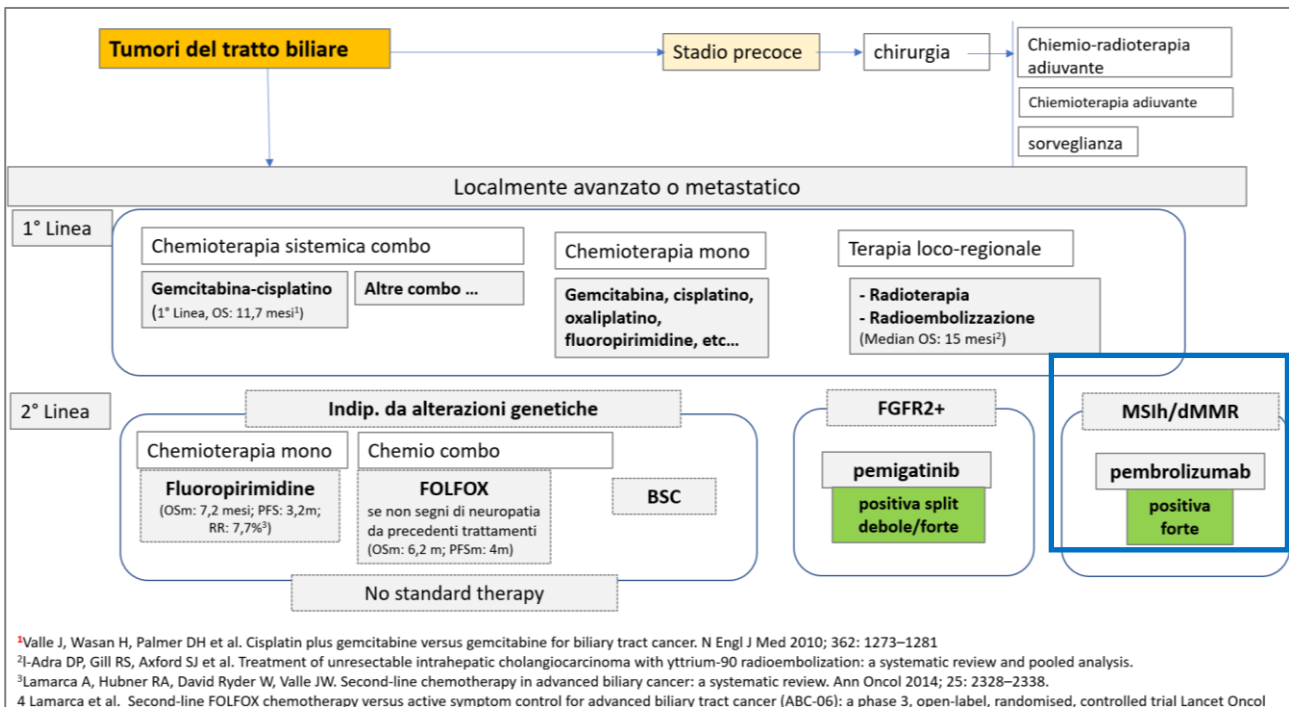 Tumori del tratto biliare
Stadio precoce
chirurgia
Chiemio-radioterapia
adiuvante
Chemioterapia adiuvante
sorveglianza
Localmente avanzato o metastatico
1° Linea
Chemioterapia sistemica combo
Gemcitabina-cisplatino
(1° Linea, OS: 11,7 mesi¹)
Altre combo ...
Chemioterapia mono
Gemcitabina, cisplatino,
oxaliplatino,
fluoropirimidine, etc...
Terapia loco-regionale
- Radioterapia
- Radioembolizzazione
(Median OS: 15 mesi²)
2° Linea
Indip. da alterazioni genetiche
Chemioterapia mono
Fluoropirimidine
(OSm: 7,2 mesi; PFS: 3,2m;
RR: 7,7%³)
Chemio combo
FOLFOX
se non segni di neuropatia
da precedenti trattamenti
(OSm: 6,2 m; PFSm: 4m)
BSC
No standard therapy
FGFR2+
pemigatinib
positiva split
debole/forte
MSIh/dMMR
pembrolizumab
positiva
forte
¹Valle J, Wasan H, Palmer DH et al. Cisplatin plus gemcitabine versus gemcitabine for biliary tract cancer. N Engl J Med 2010; 362: 1273–1281
²l-Adra DP, Gill RS, Axford SJ et al. Treatment of unresectable intrahepatic cholangiocarcinoma with yttrium-90 radioembolization: a systematic review and pooled analysis.
³Lamarca A, Hubner RA, David Ryder W, Valle JW. Second-line chemotherapy in advanced biliary cancer: a systematic review. Ann Oncol 2014; 25: 2328–2338.
4 Lamarca et al. Second-line FOLFOX chemotherapy versus active symptom control for advanced biliary tract cancer (ABC-06): a phase 3, open-label, randomised, controlled trial Lancet Oncol